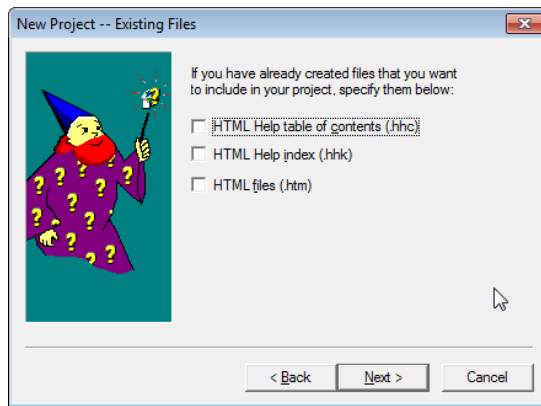 New Project -- Existing Files
If you have already created files that you want
to include in your project, specify them below:
HTML Help table of contents (.hhc)
HTML Help index (.hhk)
HTML files (.htm)
< Back
Next >
Cancel